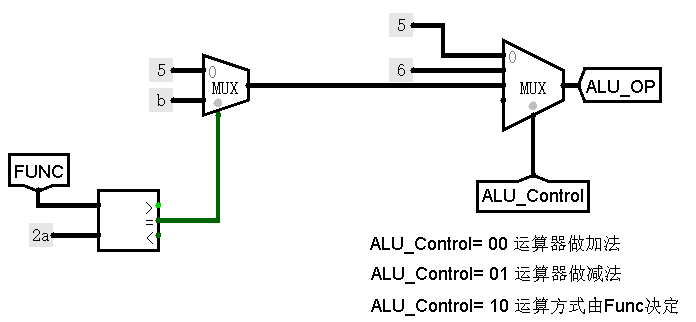 5
5
0
0
6
MUX
MUX
ALU_OP
b
FUNC
>
=
<
2a
ALU_Control
ALU_Control= 00 运算器做加法
ALU_Control= 01 运算器做减法
ALU_Control= 10 运算方式由Func决定